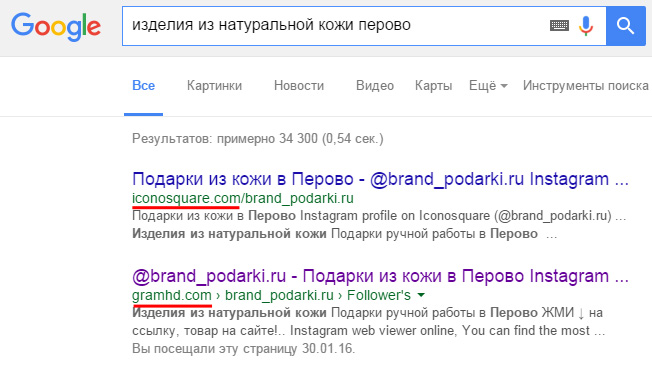 Google изделия из натуральной кожи перово
Все Картинки Новости Видео Карты Ещё Инструменты поиска
Результатов: примерно 34 300 (0,54 сек.)
Подарки из кожи в Перово - @brand_podarki.ru Instagram ...
iconosquare.com/brand_podarki.ru
Подарки из кожи в Перово Instagram profile on Iconosquare (@brand_podarki.ru) ...
Изделия из натуральной кожи Подарки ручной работы в Перово ...
@brand_podarki.ru - Подарки из кожи в Перово Instagram ...
gramhd.com › brand_podarki.ru › Follower's
Изделия из натуральной кожи Подарки ручной работы в Перово ЖМИ ↓ на
ссылку, товар на сайте!.. Instagram web viewer online, You can find the most ...
Вы посещали эту страницу 30.01.16.